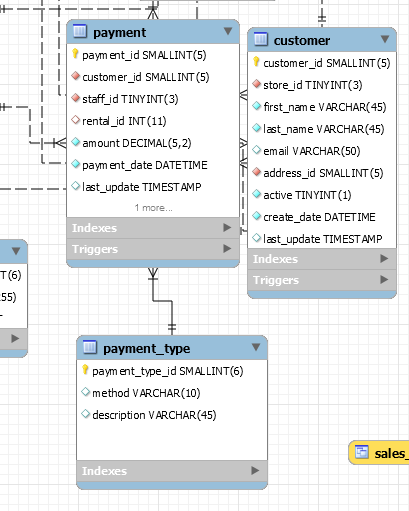 payment
payment_id SMALLINT(5)
customer_id SMALLINT(5)
staff_id TINYINT(3)
rental_id INT(11)
amount DECIMAL(5,2)
payment_date DATETIME
last_update TIMESTAMP
1 more...
Indexes
Triggers
customer
customer_id SMALLINT(5)
store_id TINYINT(3)
first_name VARCHAR(45)
last_name VARCHAR(45)
email VARCHAR(50)
address_id SMALLINT(5)
active TINYINT(1)
create_date DATETIME
last_update TIMESTAMP
Indexes
Triggers
T(6)
255)
payment_type
payment_type_id SMALLINT(6)
method VARCHAR(10)
description VARCHAR(45)
Indexes
sales_